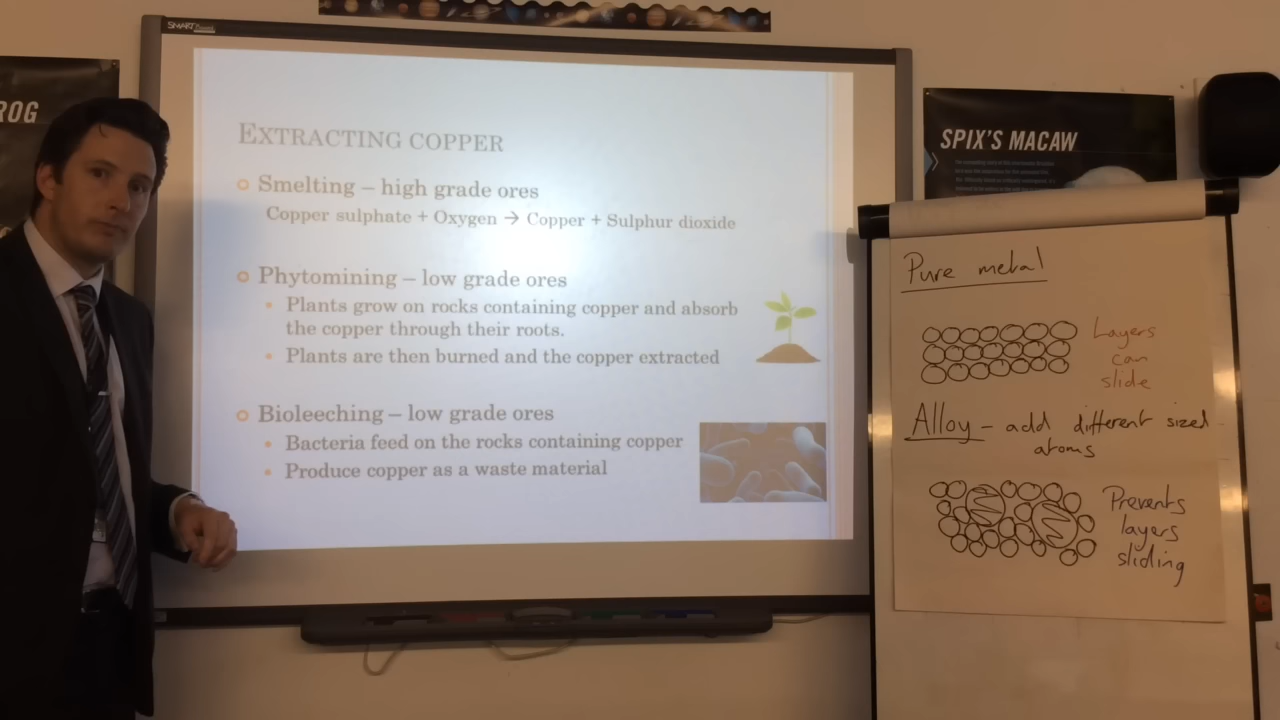 SMART
ROG
EXTRACTING COPPER
Smelting – high grade ores
Copper sulphate + Oxygen → Copper + Sulphur dioxide
Phytomining – low grade ores
Plants grow on rocks containing copper and absorb
the copper through their roots.
Plants are then burned and the copper extracted
Bioleeching – low grade ores
Bacteria feed on the rocks containing copper
Produce copper as a waste material
SPIX'S MACAW
Pure metal
Layers
can
slide
Alloy – add different sized
atoms
Prevents
layers
sliding